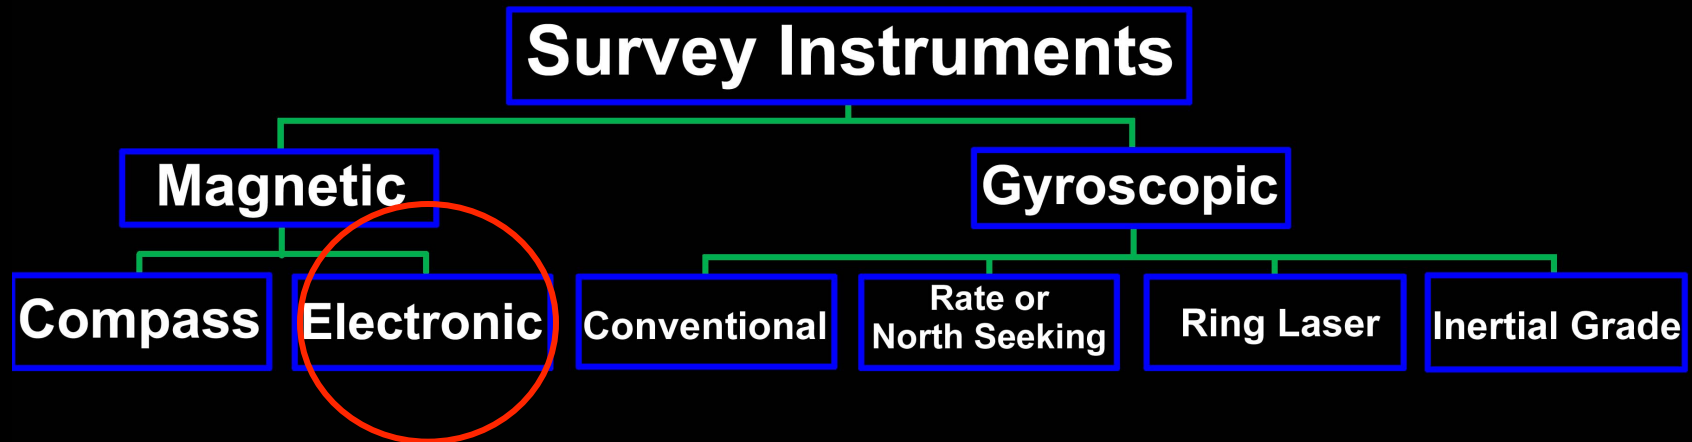 Survey Instruments
Magnetic
Gyroscopic
Compass
Electronic
Conventional
Rate or
North Seeking
Ring Laser
Inertial Grade